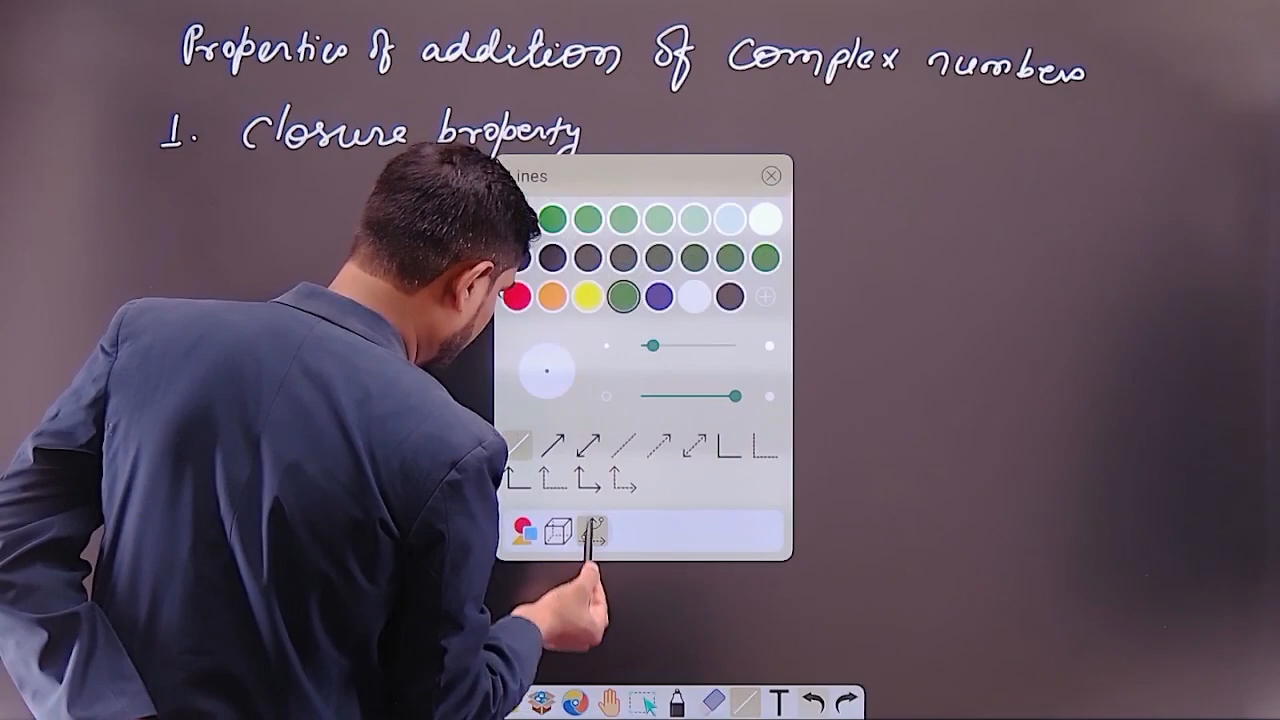 Properties of addition of complex numbers
1. Closure property
Lines
T